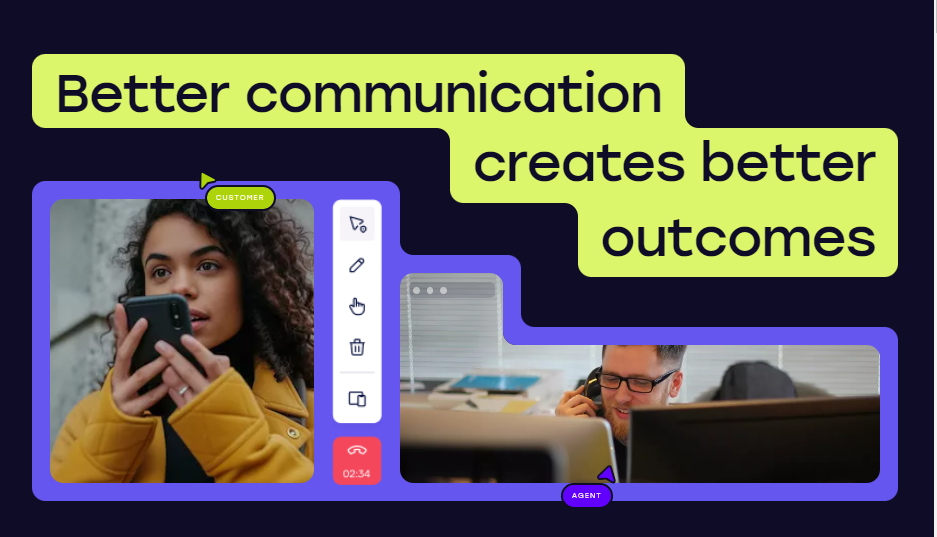 Better communication
creates better
outcomes
CUSTOMER
02:34
AGENT